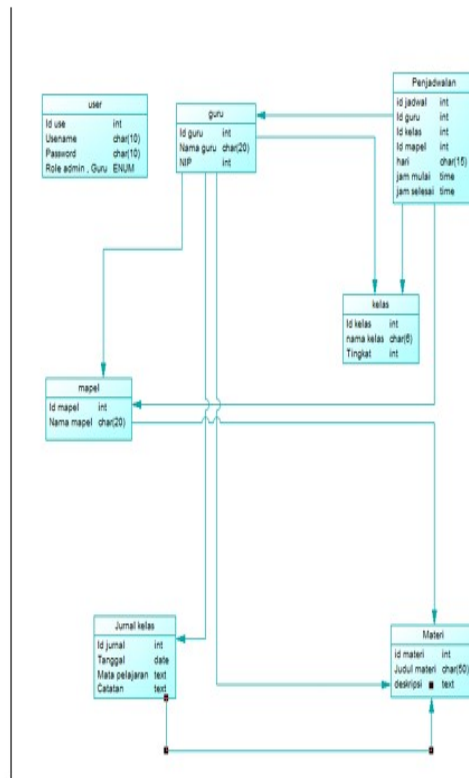 user
Id use int
Usename char(10)
Password char(10)
Role admin , Guru ENUM
guru
Id guru int
Nama guru char(20)
NIP int
Penjadwalan
id jadwal int
Id guru int
Id kelas int
Id mapel int
hari char(15)
jam mulai time
jam selesai time
kelas
Id kelas int
nama kelas char(6)
Tingkat int
mapel
Id mapel int
Nama mapel char(20)
Jurnal kelas
Id jurnal int
Tanggal date
Mata pelajaran text
Catatan text
Materi
id materi int
Judul materi char(50)
deskripsi text